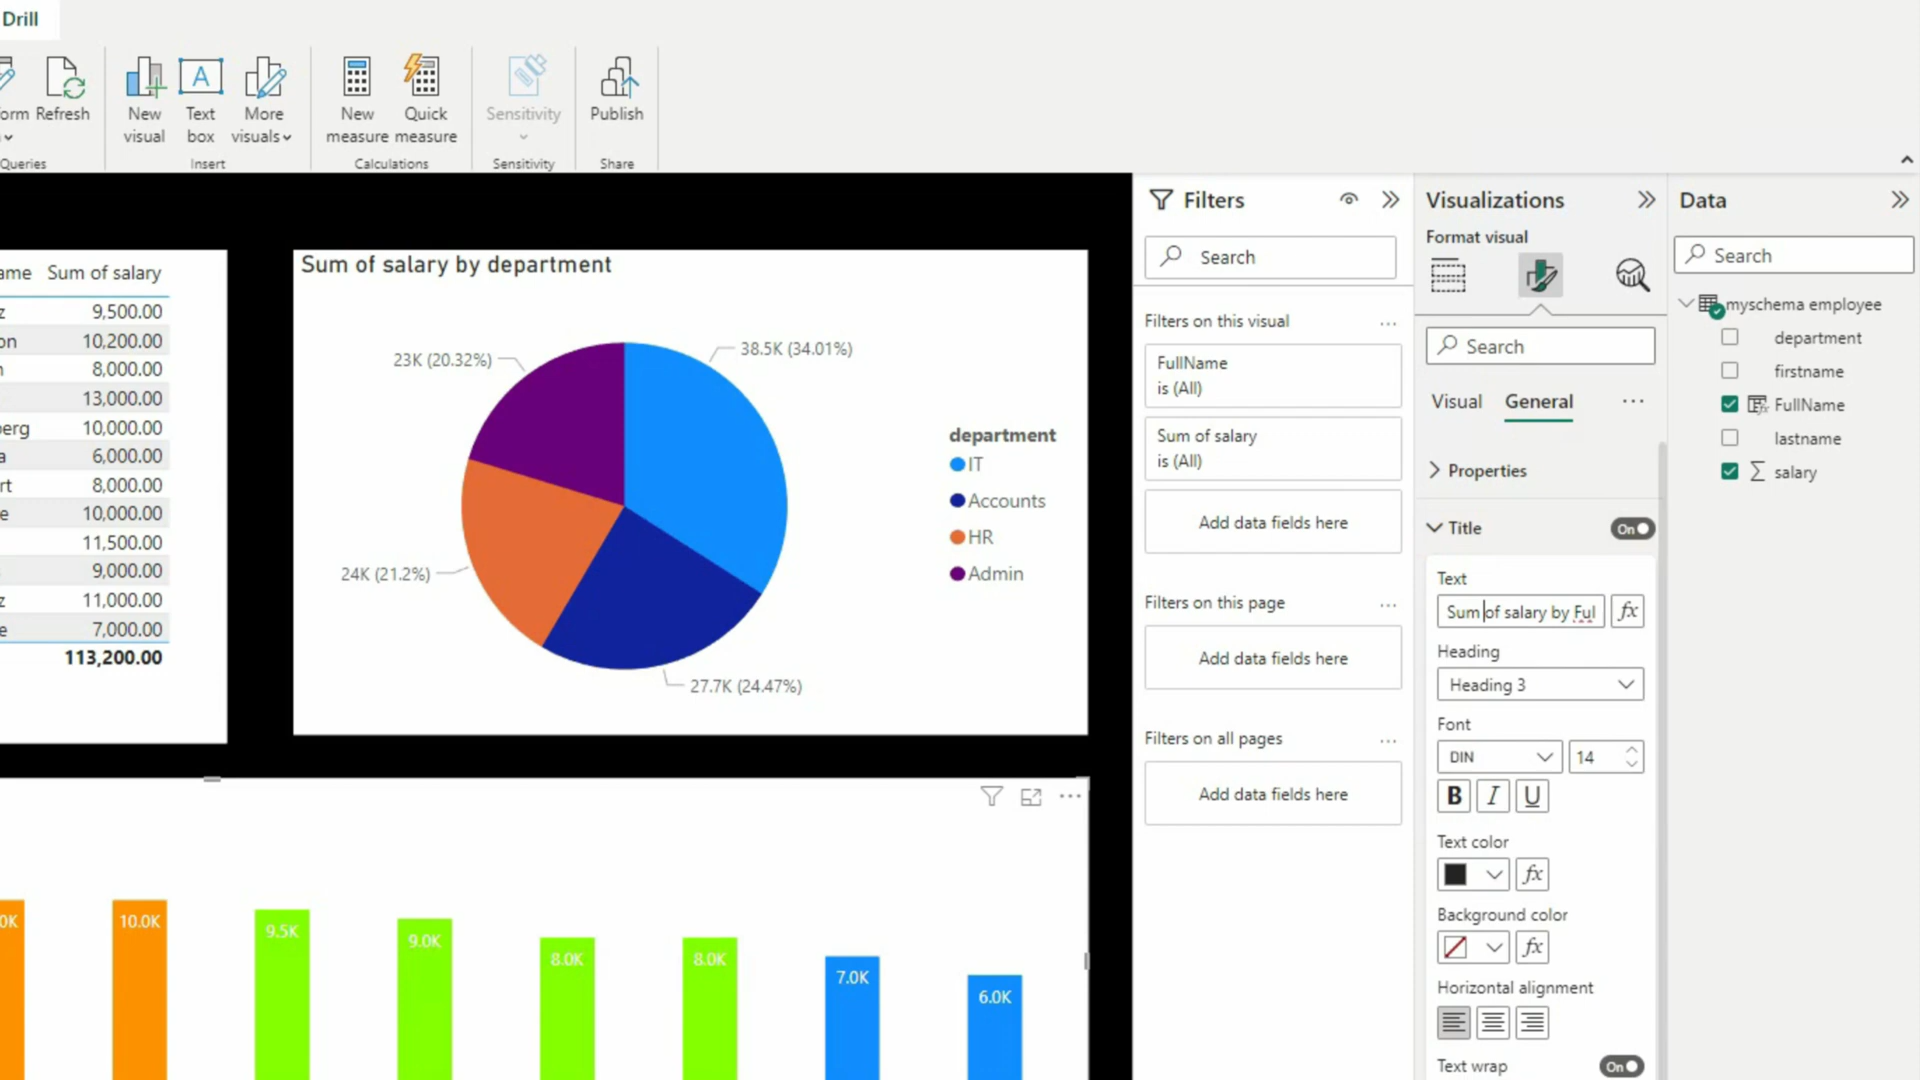 Drill
orm
Refresh
New visual
Text box
More visuals
New measure
Quick measure
Sensitivity
Publish
Queries
Insert
Calculations
Sensitivity
Share
ame Sum of salary
z 9,500.00
on 10,200.00
n 8,000.00
13,000.00
berg 10,000.00
a 6,000.00
rt 8,000.00
e 10,000.00
11,500.00
9,000.00
z 11,000.00
e 7,000.00
113,200.00
Sum of salary by department
23K (20.32%)
38.5K (34.01%)
24K (21.2%)
27.7K (24.47%)
department
IT
Accounts
HR
Admin
0K
10.0K
9.5K
9.0K
8.0K
8.0K
7.0K
6.0K
Filters
Search
Filters on this visual
FullName
is (All)
Sum of salary
is (All)
Add data fields here
Filters on this page
Add data fields here
Filters on all pages
Add data fields here
Visualizations
Format visual
Search
Visual General
Properties
Title On
Text
Sum of salary by Ful fx
Heading
Heading 3
Font
DIN 14
B I U
Text color
fx
Background color
fx
Horizontal alignment
Text wrap On
Data
Search
myschema employee
department
firstname
FullName
lastname
salary